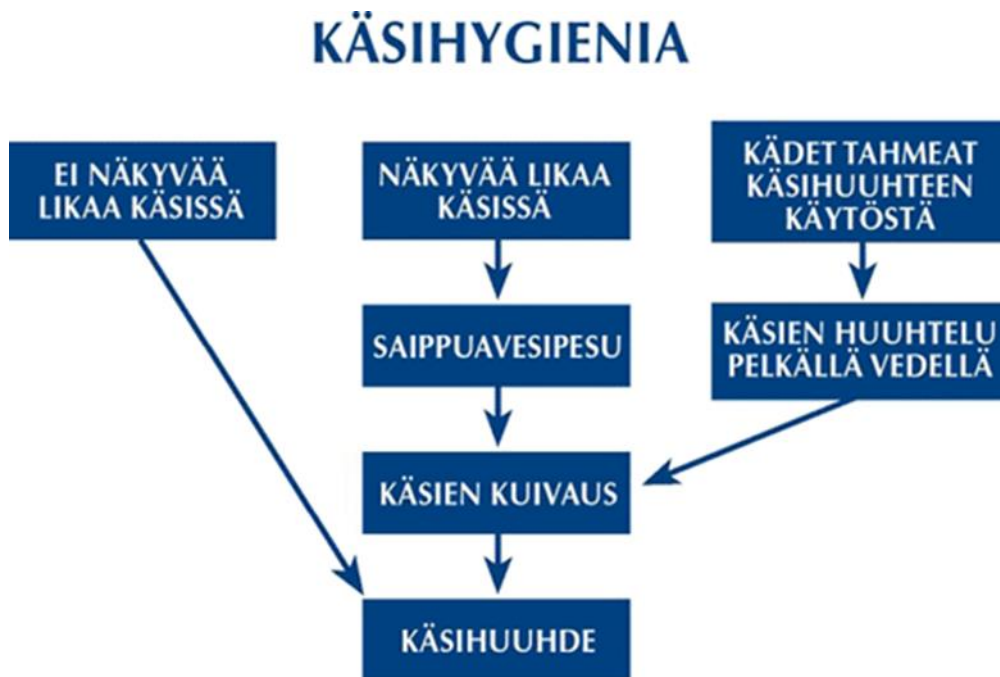 KÄSIHYGIENIA
EI NÄKYVÄÄ
LIKAA KÄSISSÄ
NÄKYVÄÄ LIKAA
KÄSISSÄ
KÄDET TAHMEAT
KÄSIHUUHTEEN
KÄYTÖSTÄ
SAIPPUAVESIPESU
KÄSIEN HUUHTELU
PELKÄLLÄ VEDELLÄ
KÄSIEN KUIVAUS
KÄSIHUUHDE